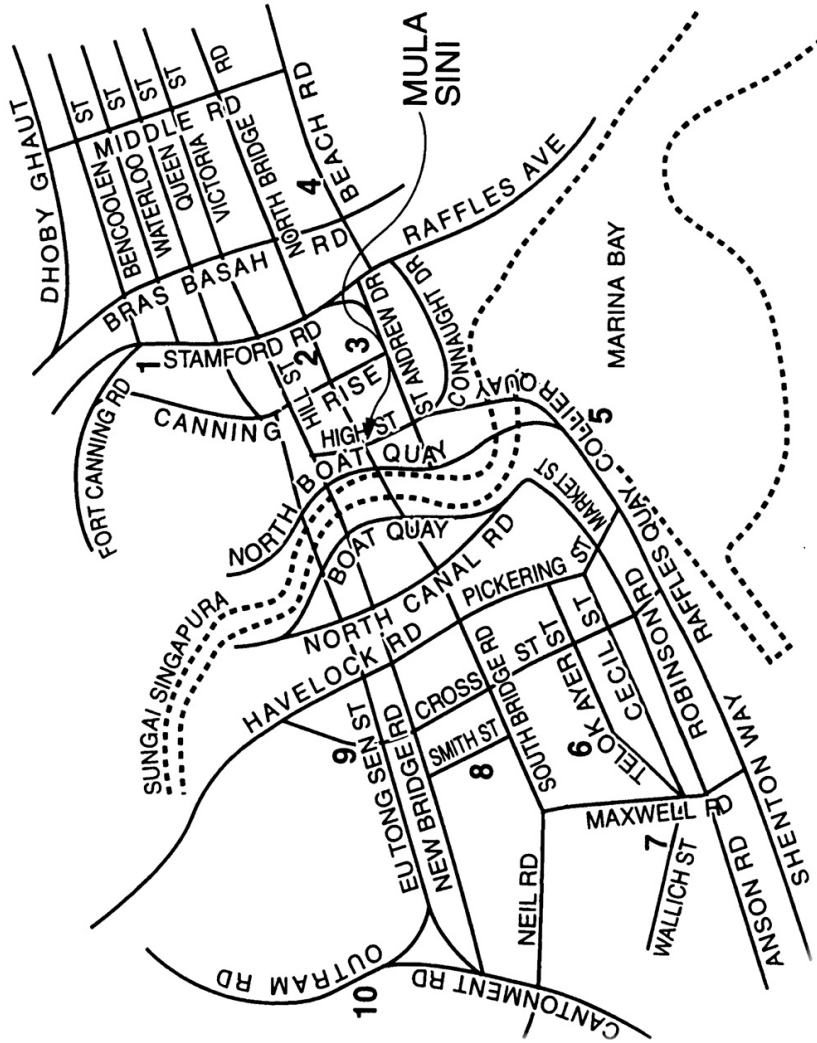 DHOBY GHAUT
BENCOOLEN ST
WATERLOO ST
QUEEN ST
VICTORIA ST
NORTH BRIDGE RD
MIDDLE RD
BEACH RD
BRAS BASAH RD
MULA
SINI
RAFFLES AVE
STAMFORD RD
FORT CANNING RD
CANNING RISE
HILL ST
HIGH ST
ST ANDREW DR
CONNAUGHT DR
1
2
3
4
NORTH BOAT QUAY
BOAT QUAY
COLLIER QUAY
MARINA BAY
5
SUNGAI SINGAPURA
NORTH CANAL RD
HAVELOCK RD
PICKERING ST
MARKET ST
RAFFLES QUAY
EU TONG SEN ST
NEW BRIDGE RD
CROSS ST
SMITH ST
SOUTH BRIDGE RD
TELOK AYER ST
CECIL ST
ROBINSON RD
SHENTON WAY
9
8
6
7
MAXWELL RD
NEIL RD
WALLICH ST
ANSON RD
OUTRAM RD
10
CANTONMENT RD